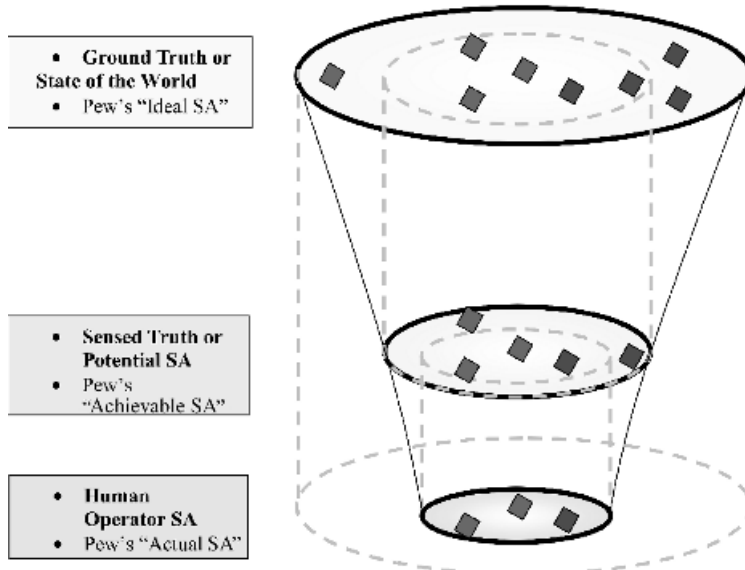 • Ground Truth or
State of the World
• Pew's "Ideal SA"
• Sensed Truth or
Potential SA
• Pew's
"Achievable SA"
• Human
Operator SA
• Pew's "Actual SA"